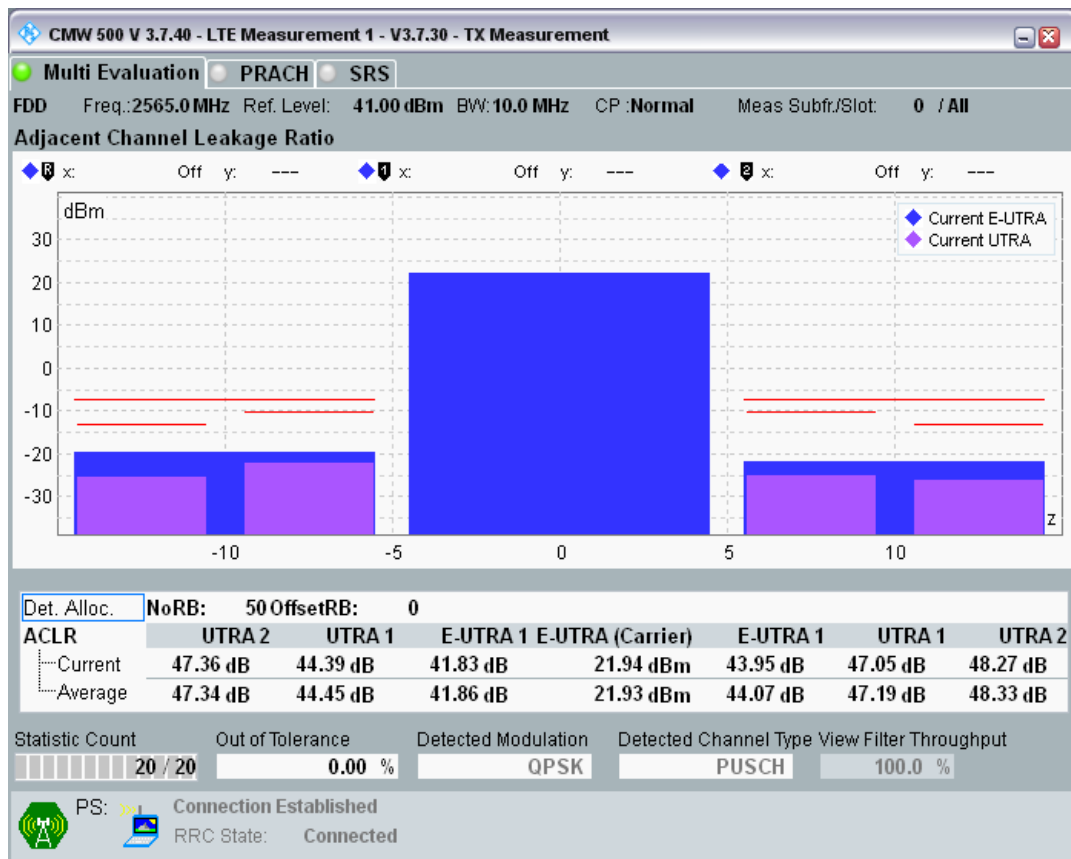 CMW 500 V 3.7.40 - LTE Measurement 1 - V3.7.30 - TX Measurement
Multi Evaluation PRACH SRS
FDD Freq.:2565.0 MHz Ref. Level: 41.00 dBm BW:10.0 MHz CP :Normal Meas Subfr./Slot: 0 / All
Adjacent Channel Leakage Ratio
R x: Off y: --- 1 x: Off y: --- 2 x: Off y: ---
dBm
Current E-UTRA
Current UTRA
30
20
10
0
-10
-20
-30
z
-10 -5 0 5 10
Det. Alloc. NoRB: 50 OffsetRB: 0
ACLR UTRA 2 UTRA 1 E-UTRA 1 E-UTRA (Carrier) E-UTRA 1 UTRA 1 UTRA 2
Current 47.36 dB 44.39 dB 41.83 dB 21.94 dBm 43.95 dB 47.05 dB 48.27 dB
Average 47.34 dB 44.45 dB 41.86 dB 21.93 dBm 44.07 dB 47.19 dB 48.33 dB
Statistic Count Out of Tolerance Detected Modulation Detected Channel Type View Filter Throughput
20 / 20 0.00 % QPSK PUSCH 100.0 %
PS: Connection Established
RRC State: Connected